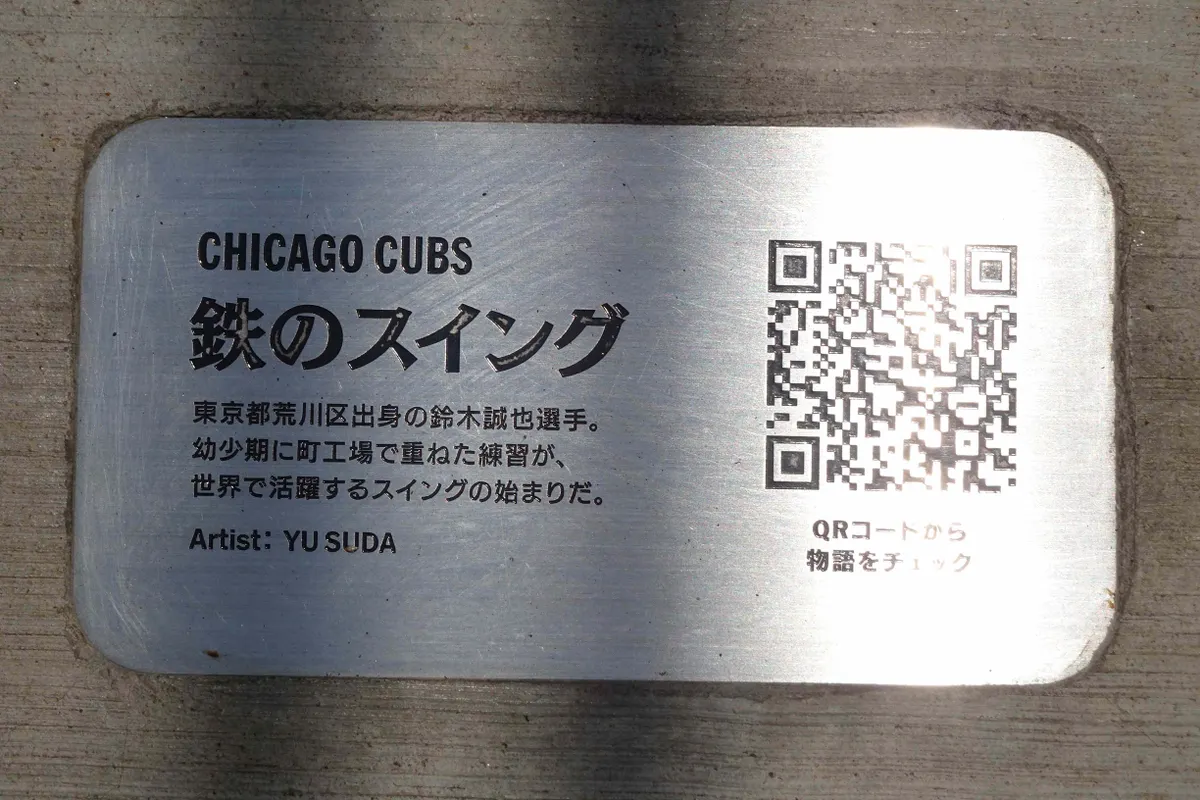 CHICAGO CUBS
鉄のスイング
東京都荒川区出身の鈴木誠也選手。
幼少期に町工場で重ねた練習が、
世界で活躍するスイングの始まりだ。
Artist: YU SUDA
QRコードから
物語をチェック